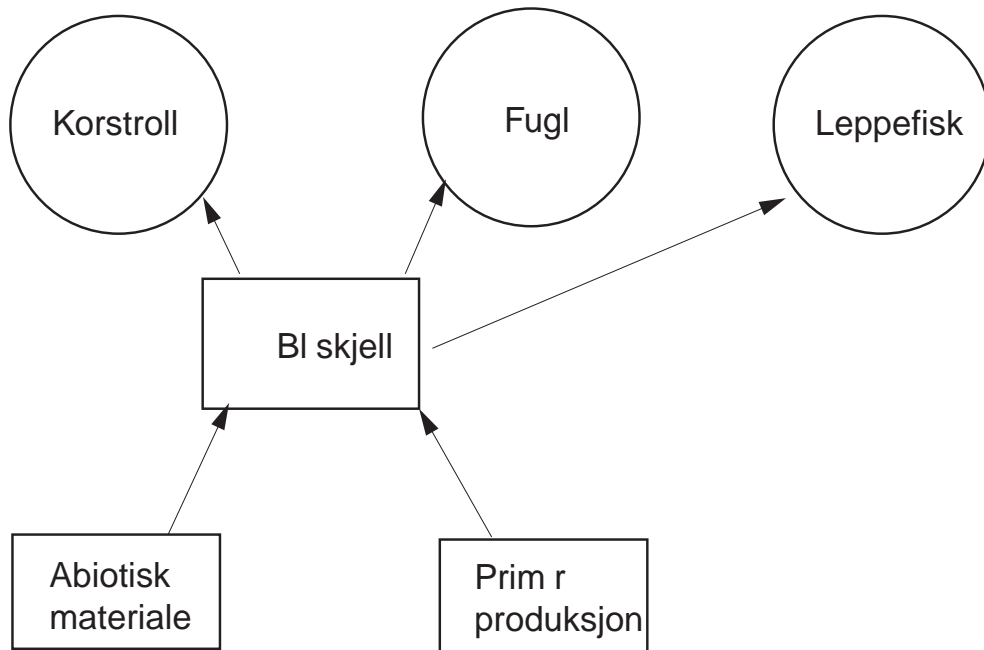 Korstroll
Fugl
Leppefisk
Bl skjell
Abiotisk
materiale
Prim r
produksjon